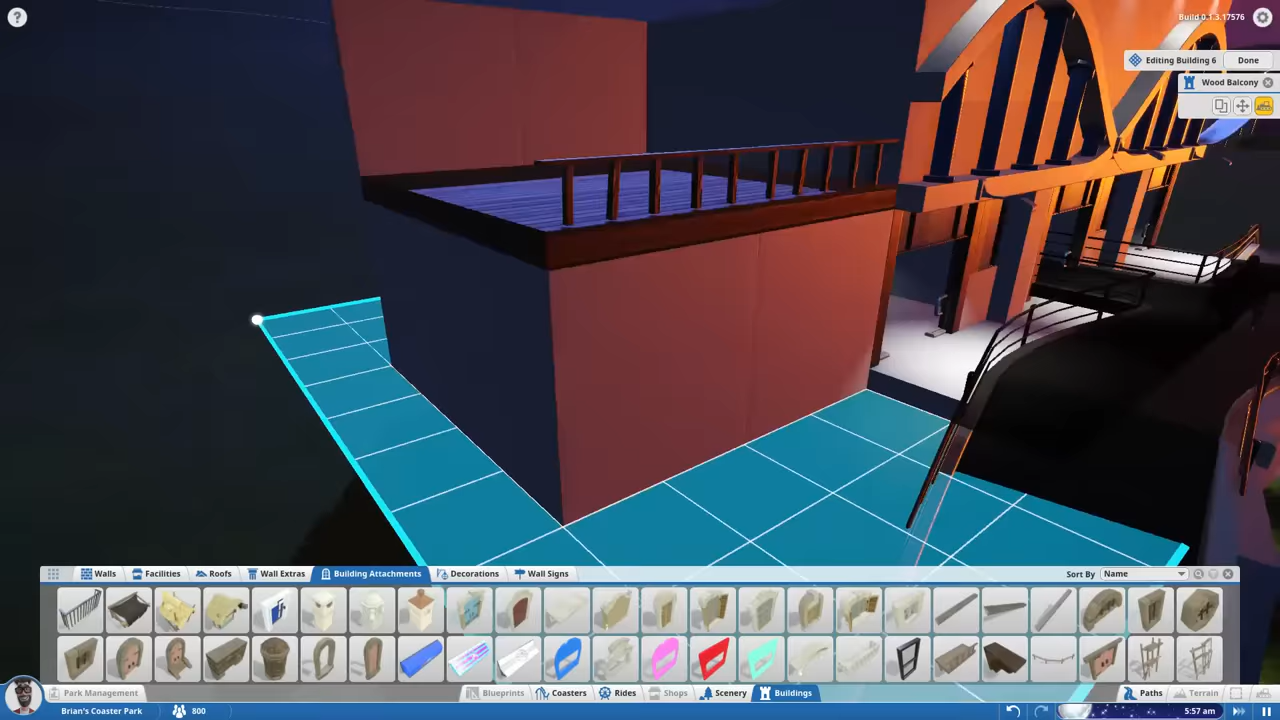 ?
Build 0.1.3.17576
Editing Building 6 Done
Wood Balcony
Walls Facilities Roofs Wall Extras Building Attachments Decorations Wall Signs Sort By Name
Park Management Blueprints Coasters Rides Shops Scenery Buildings Paths Terrain
Brian's Coaster Park 800 5:57 am